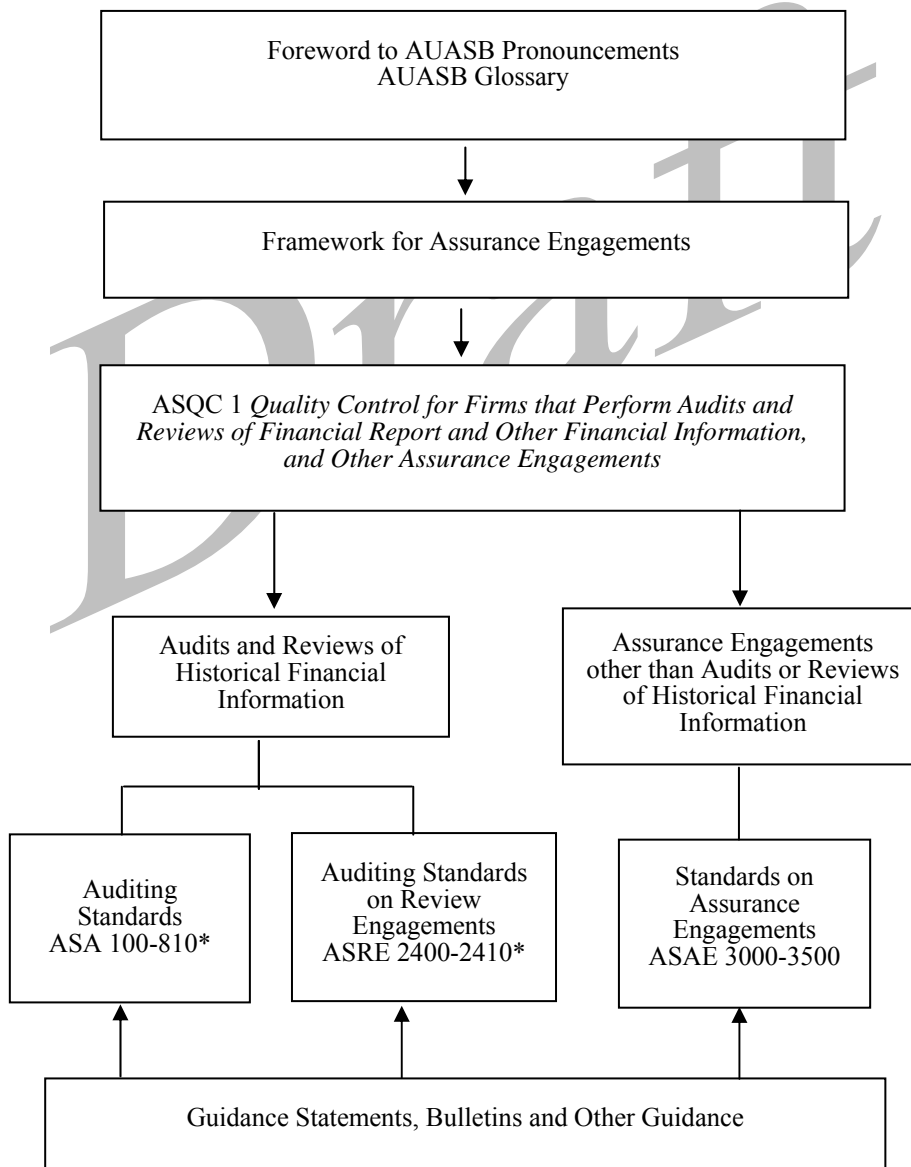 Foreword to AUASB Pronouncements
AUASB Glossary
Framework for Assurance Engagements
ASQC 1 Quality Control for Firms that Perform Audits and
Reviews of Financial Report and Other Financial Information,
and Other Assurance Engagements
Audits and Reviews of
Historical Financial
Information
Assurance Engagements
other than Audits or Reviews
of Historical Financial
Information
Auditing
Standards
ASA 100-810*
Auditing Standards
on Review
Engagements
ASRE 2400-2410*
Standards on
Assurance
Engagements
ASAE 3000-3500
Guidance Statements, Bulletins and Other Guidance
Draft